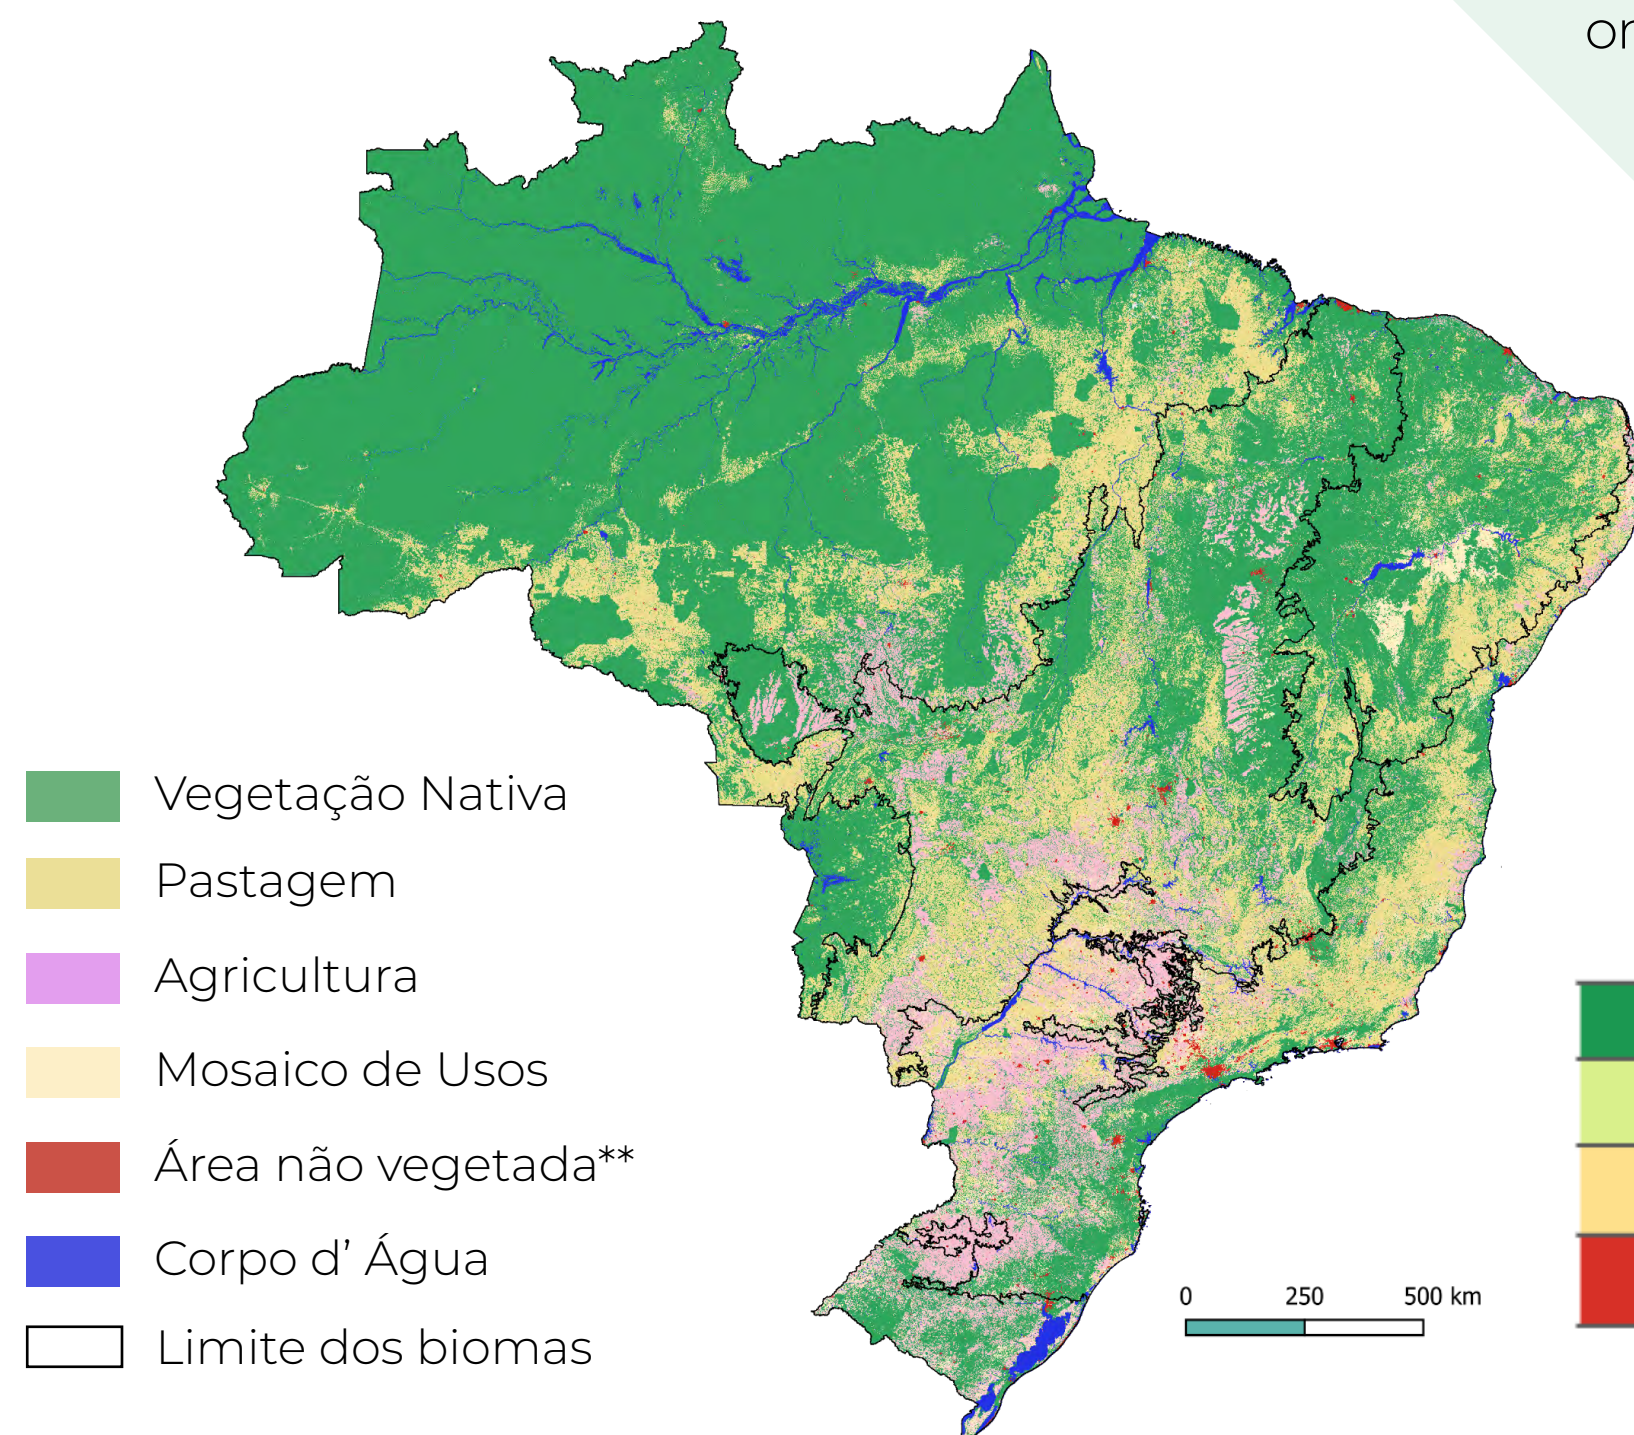 Vegetação Nativa
Pastagem
Agricultura
Mosaico de Usos
Área não vegetada**
Corpo d' Água
Limite dos biomas
0 250 500 km